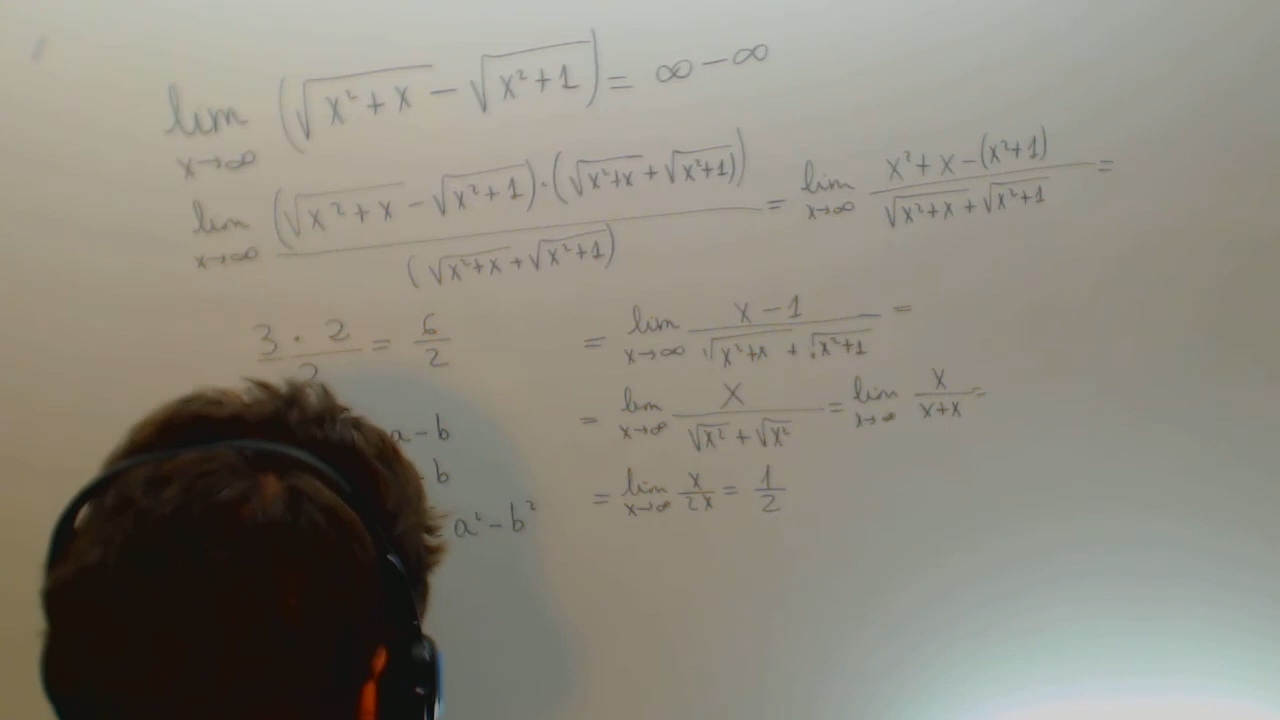 lim x→∞ (√(x²+x) − √(x²+1)) = ∞ − ∞
lim x→∞ (√(x²+x) − √(x²+1)) · (√(x²+x) + √(x²+1)) / (√(x²+x) + √(x²+1)) = lim x→∞ x²+x−(x²+1) / √(x²+x) + √(x²+1) =
3 · 2 / 2 = 6/2
= lim x→∞ x−1 / √(x²+x) + √(x²+1) =
a − b
= lim x→∞ x / √x² + √x² = lim x→∞ x / x+x =
- b
a² − b²
= lim x→∞ x/2x = 1/2